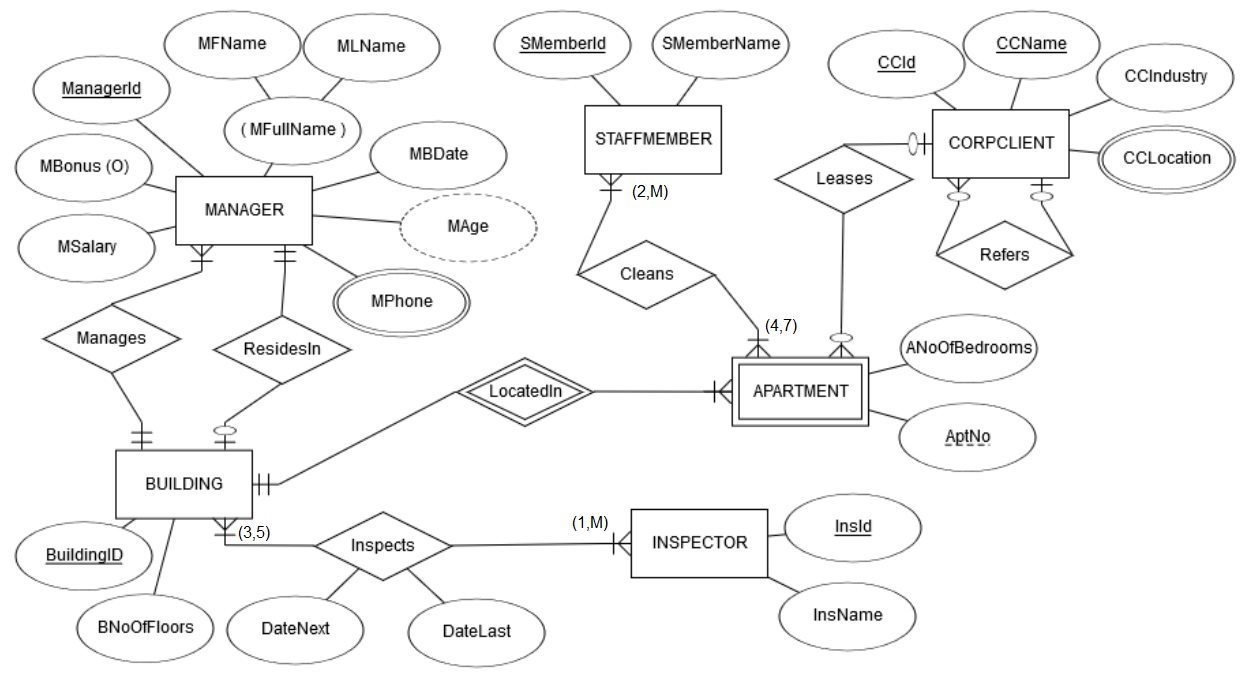 MFName
MLName
SMemberId
SMemberName
CCId
CCName
CCIndustry
ManagerId
( MFullName )
STAFFMEMBER
CORPCLIENT
CCLocation
MBonus (O)
MBDate
MANAGER
(2,M)
Leases
MSalary
MAge
Cleans
Refers
MPhone
(4,7)
Manages
ResidesIn
ANoOfBedrooms
LocatedIn
APARTMENT
AptNo
BUILDING
(3,5)
(1,M)
InsId
BuildingID
Inspects
INSPECTOR
BNoOfFloors
DateNext
DateLast
InsName